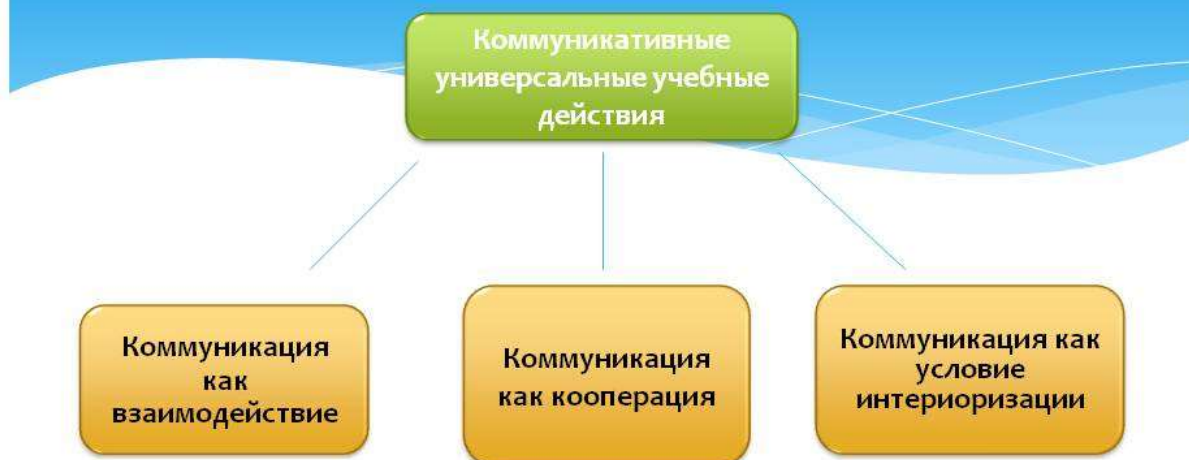 Коммуникативные
универсальные учебные
действия
Коммуникация
как
взаимодействие
Коммуникация
как кооперация
Коммуникация как
условие
интериоризации